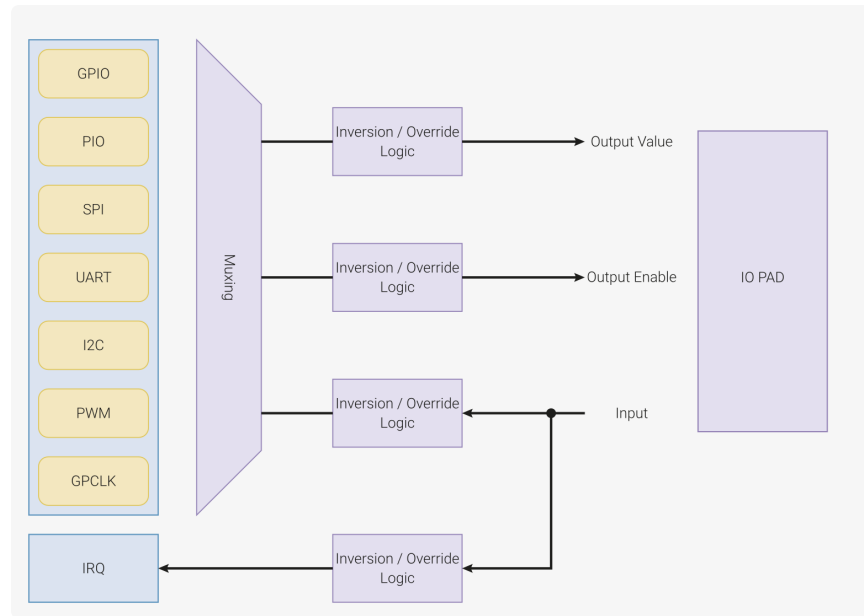 GPIO
PIO
SPI
UART
I2C
PWM
GPCLK
IRQ
Muxing
Inversion / Override
Logic
Output Value
Inversion / Override
Logic
Output Enable
Inversion / Override
Logic
Input
Inversion / Override
Logic
IO PAD